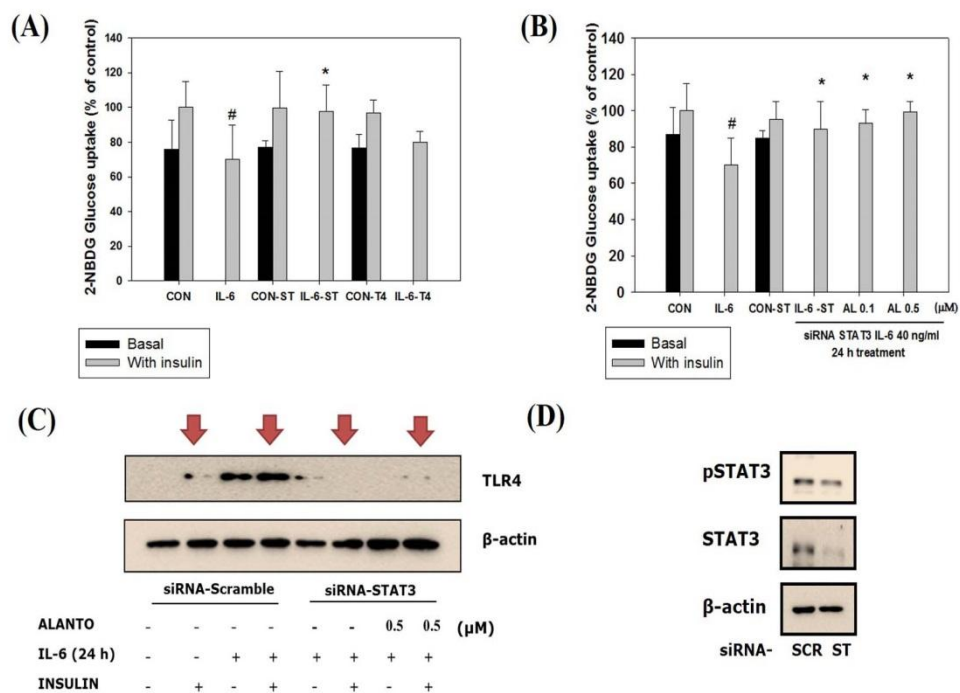 (A)
2-NBDG Glucose uptake (% of control)
140
120
100
80
60
40
20
0
#
*
CON IL-6 CON-ST IL-6-ST CON-T4 IL-6-T4
Basal
With insulin
(B)
2-NBDG Glucose uptake (% of control)
140
120
100
80
60
40
20
0
#
* * *
CON IL-6 CON-ST IL-6 -ST AL 0.1 AL 0.5 (μM)
siRNA STAT3 IL-6 40 ng/ml
24 h treatment
Basal
With insulin
(C)
TLR4
β-actin
siRNA-Scramble siRNA-STAT3
ALANTO - - - - - - 0.5 0.5 (μM)
IL-6 (24 h) - - + + + + + +
INSULIN - + - + - + - +
(D)
pSTAT3
STAT3
β-actin
siRNA- SCR ST